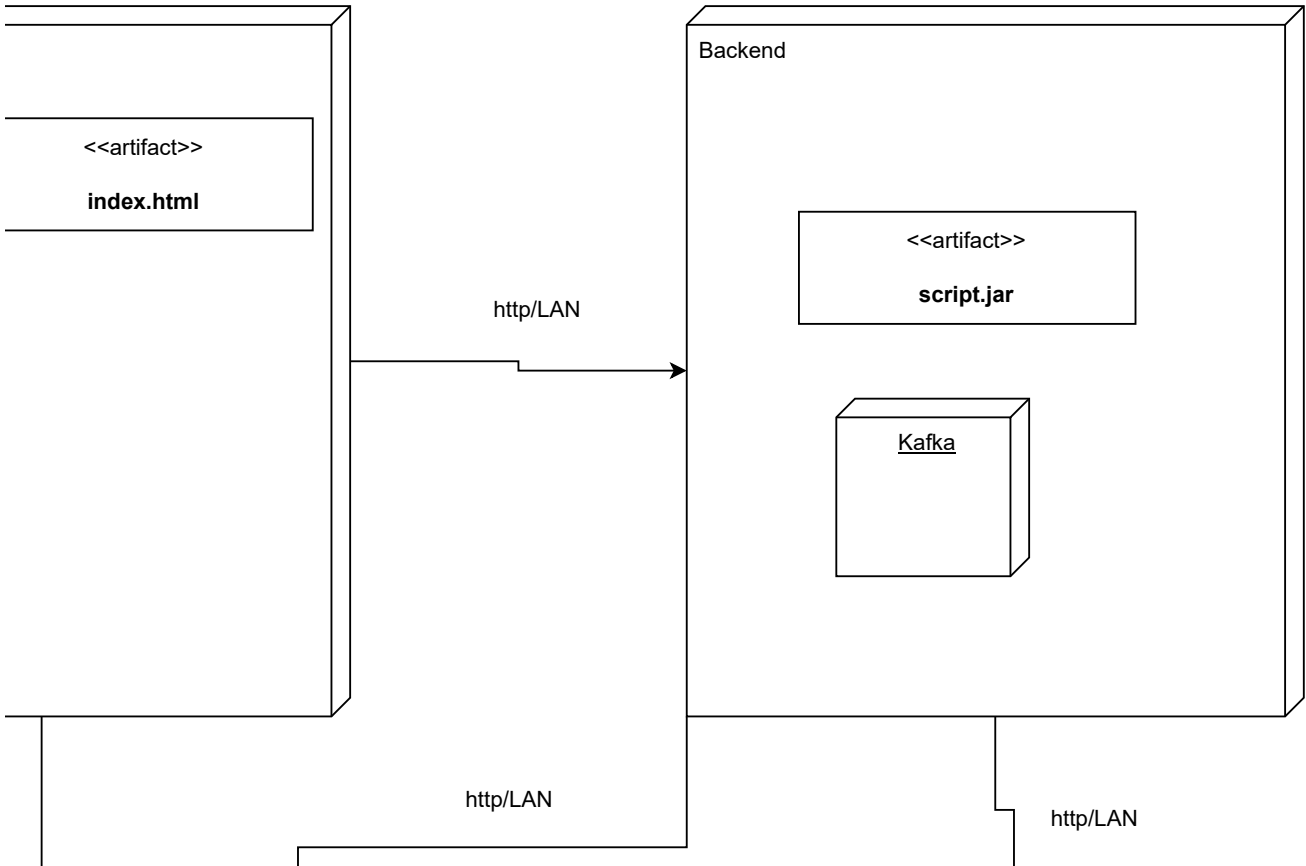 Backend
<<artifact>>
index.html
<<artifact>>
script.jar
http/LAN
Kafka
http/LAN
http/LAN